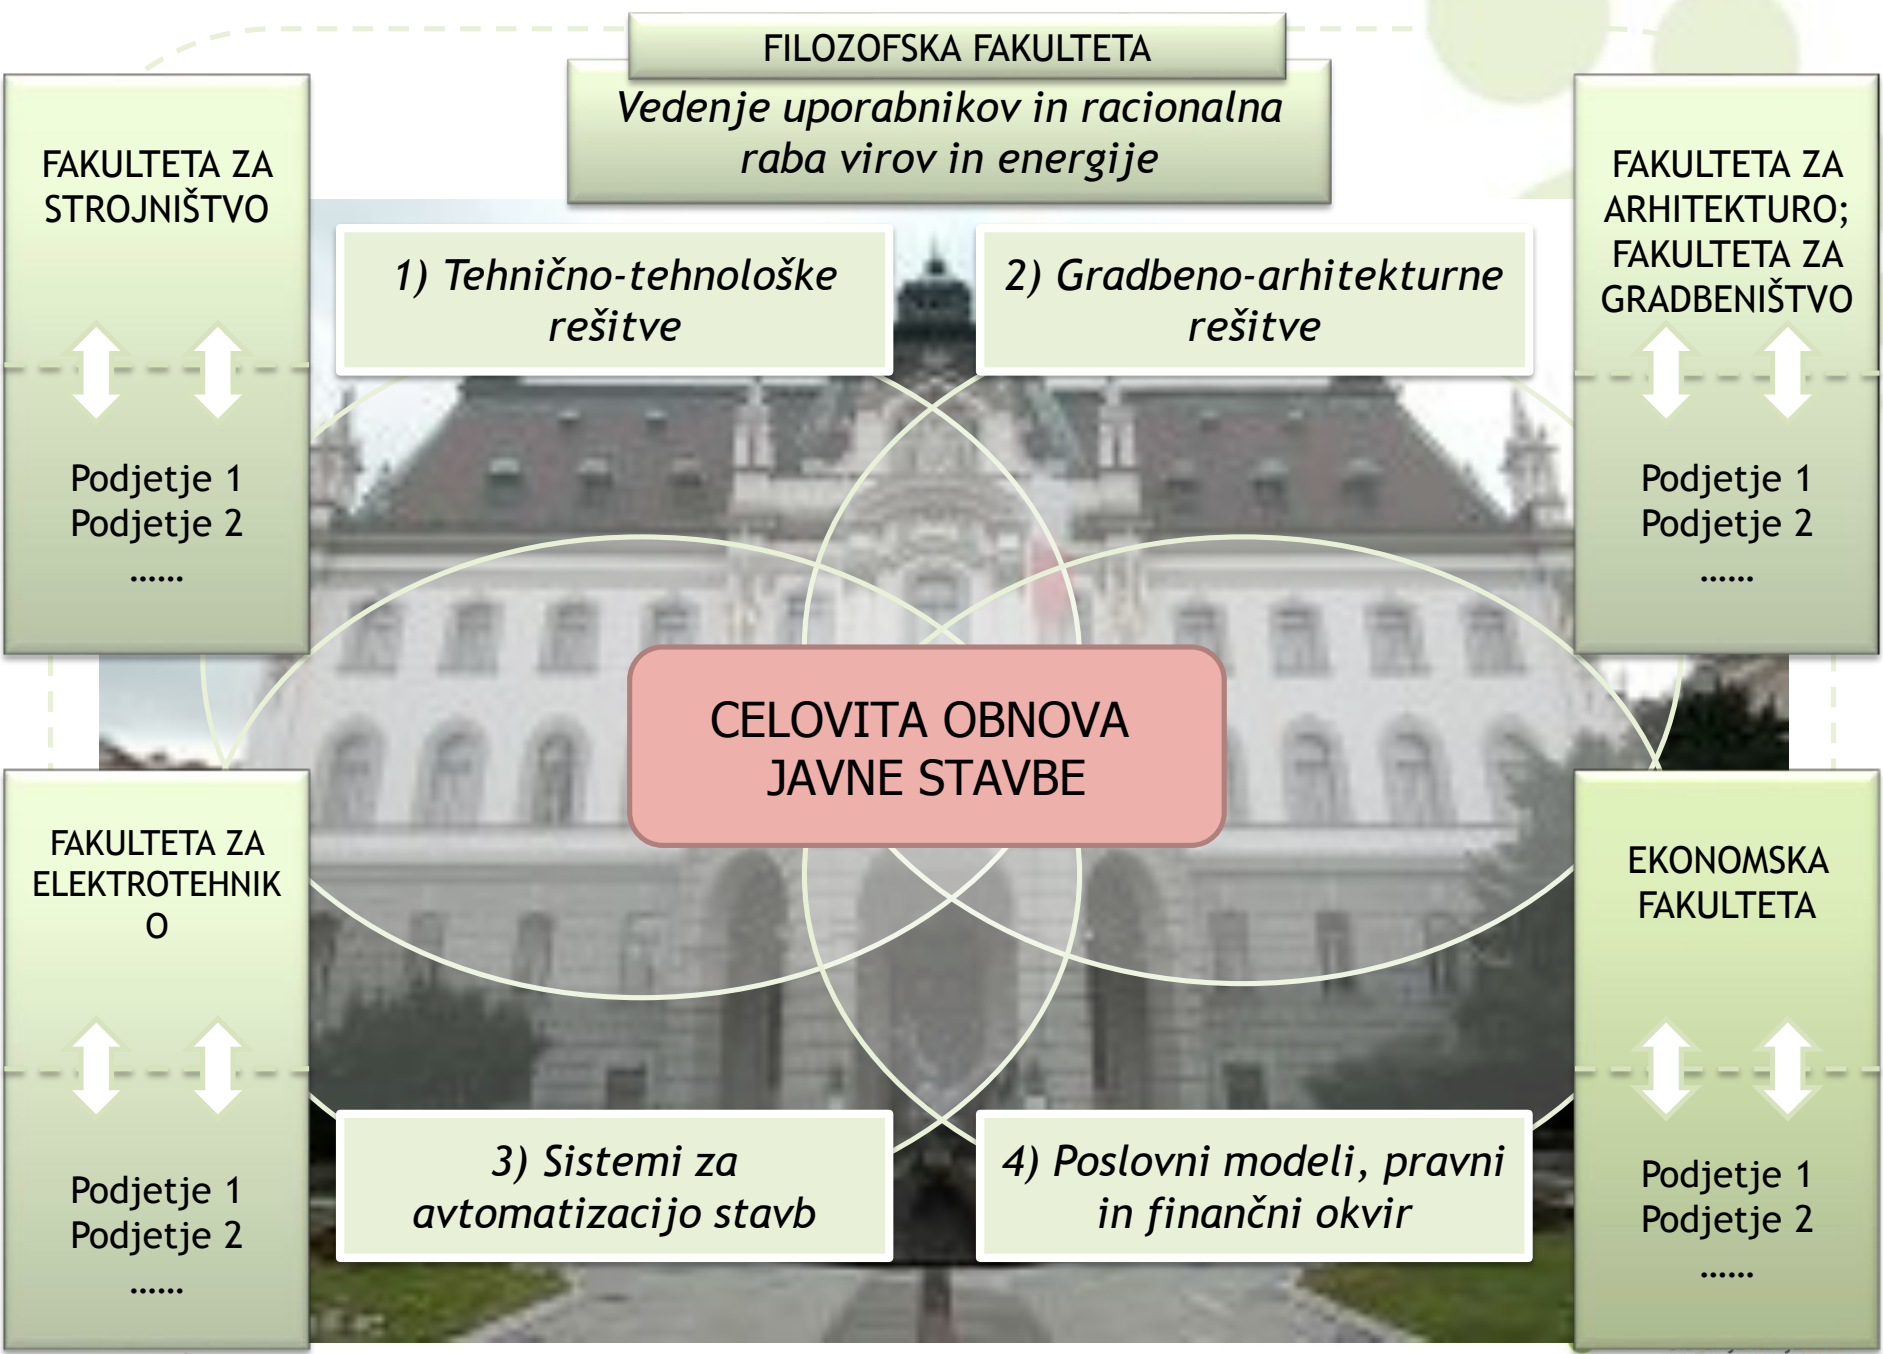 FILOZOFSKA FAKULTETA
Vedenje uporabnikov in racionalna
raba virov in energije
FAKULTETA ZA
STROJNIŠTVO
Podjetje 1
Podjetje 2
……
1) Tehnično-tehnološke
rešitve
2) Gradbeno-arhitekturne
rešitve
FAKULTETA ZA
ARHITEKTURO;
FAKULTETA ZA
GRADBENIŠTVO
Podjetje 1
Podjetje 2
……
CELOVITA OBNOVA
JAVNE STAVBE
FAKULTETA ZA
ELEKTROTEHNIK
O
Podjetje 1
Podjetje 2
……
3) Sistemi za
avtomatizacijo stavb
4) Poslovni modeli, pravni
in finančni okvir
EKONOMSKA
FAKULTETA
Podjetje 1
Podjetje 2
……